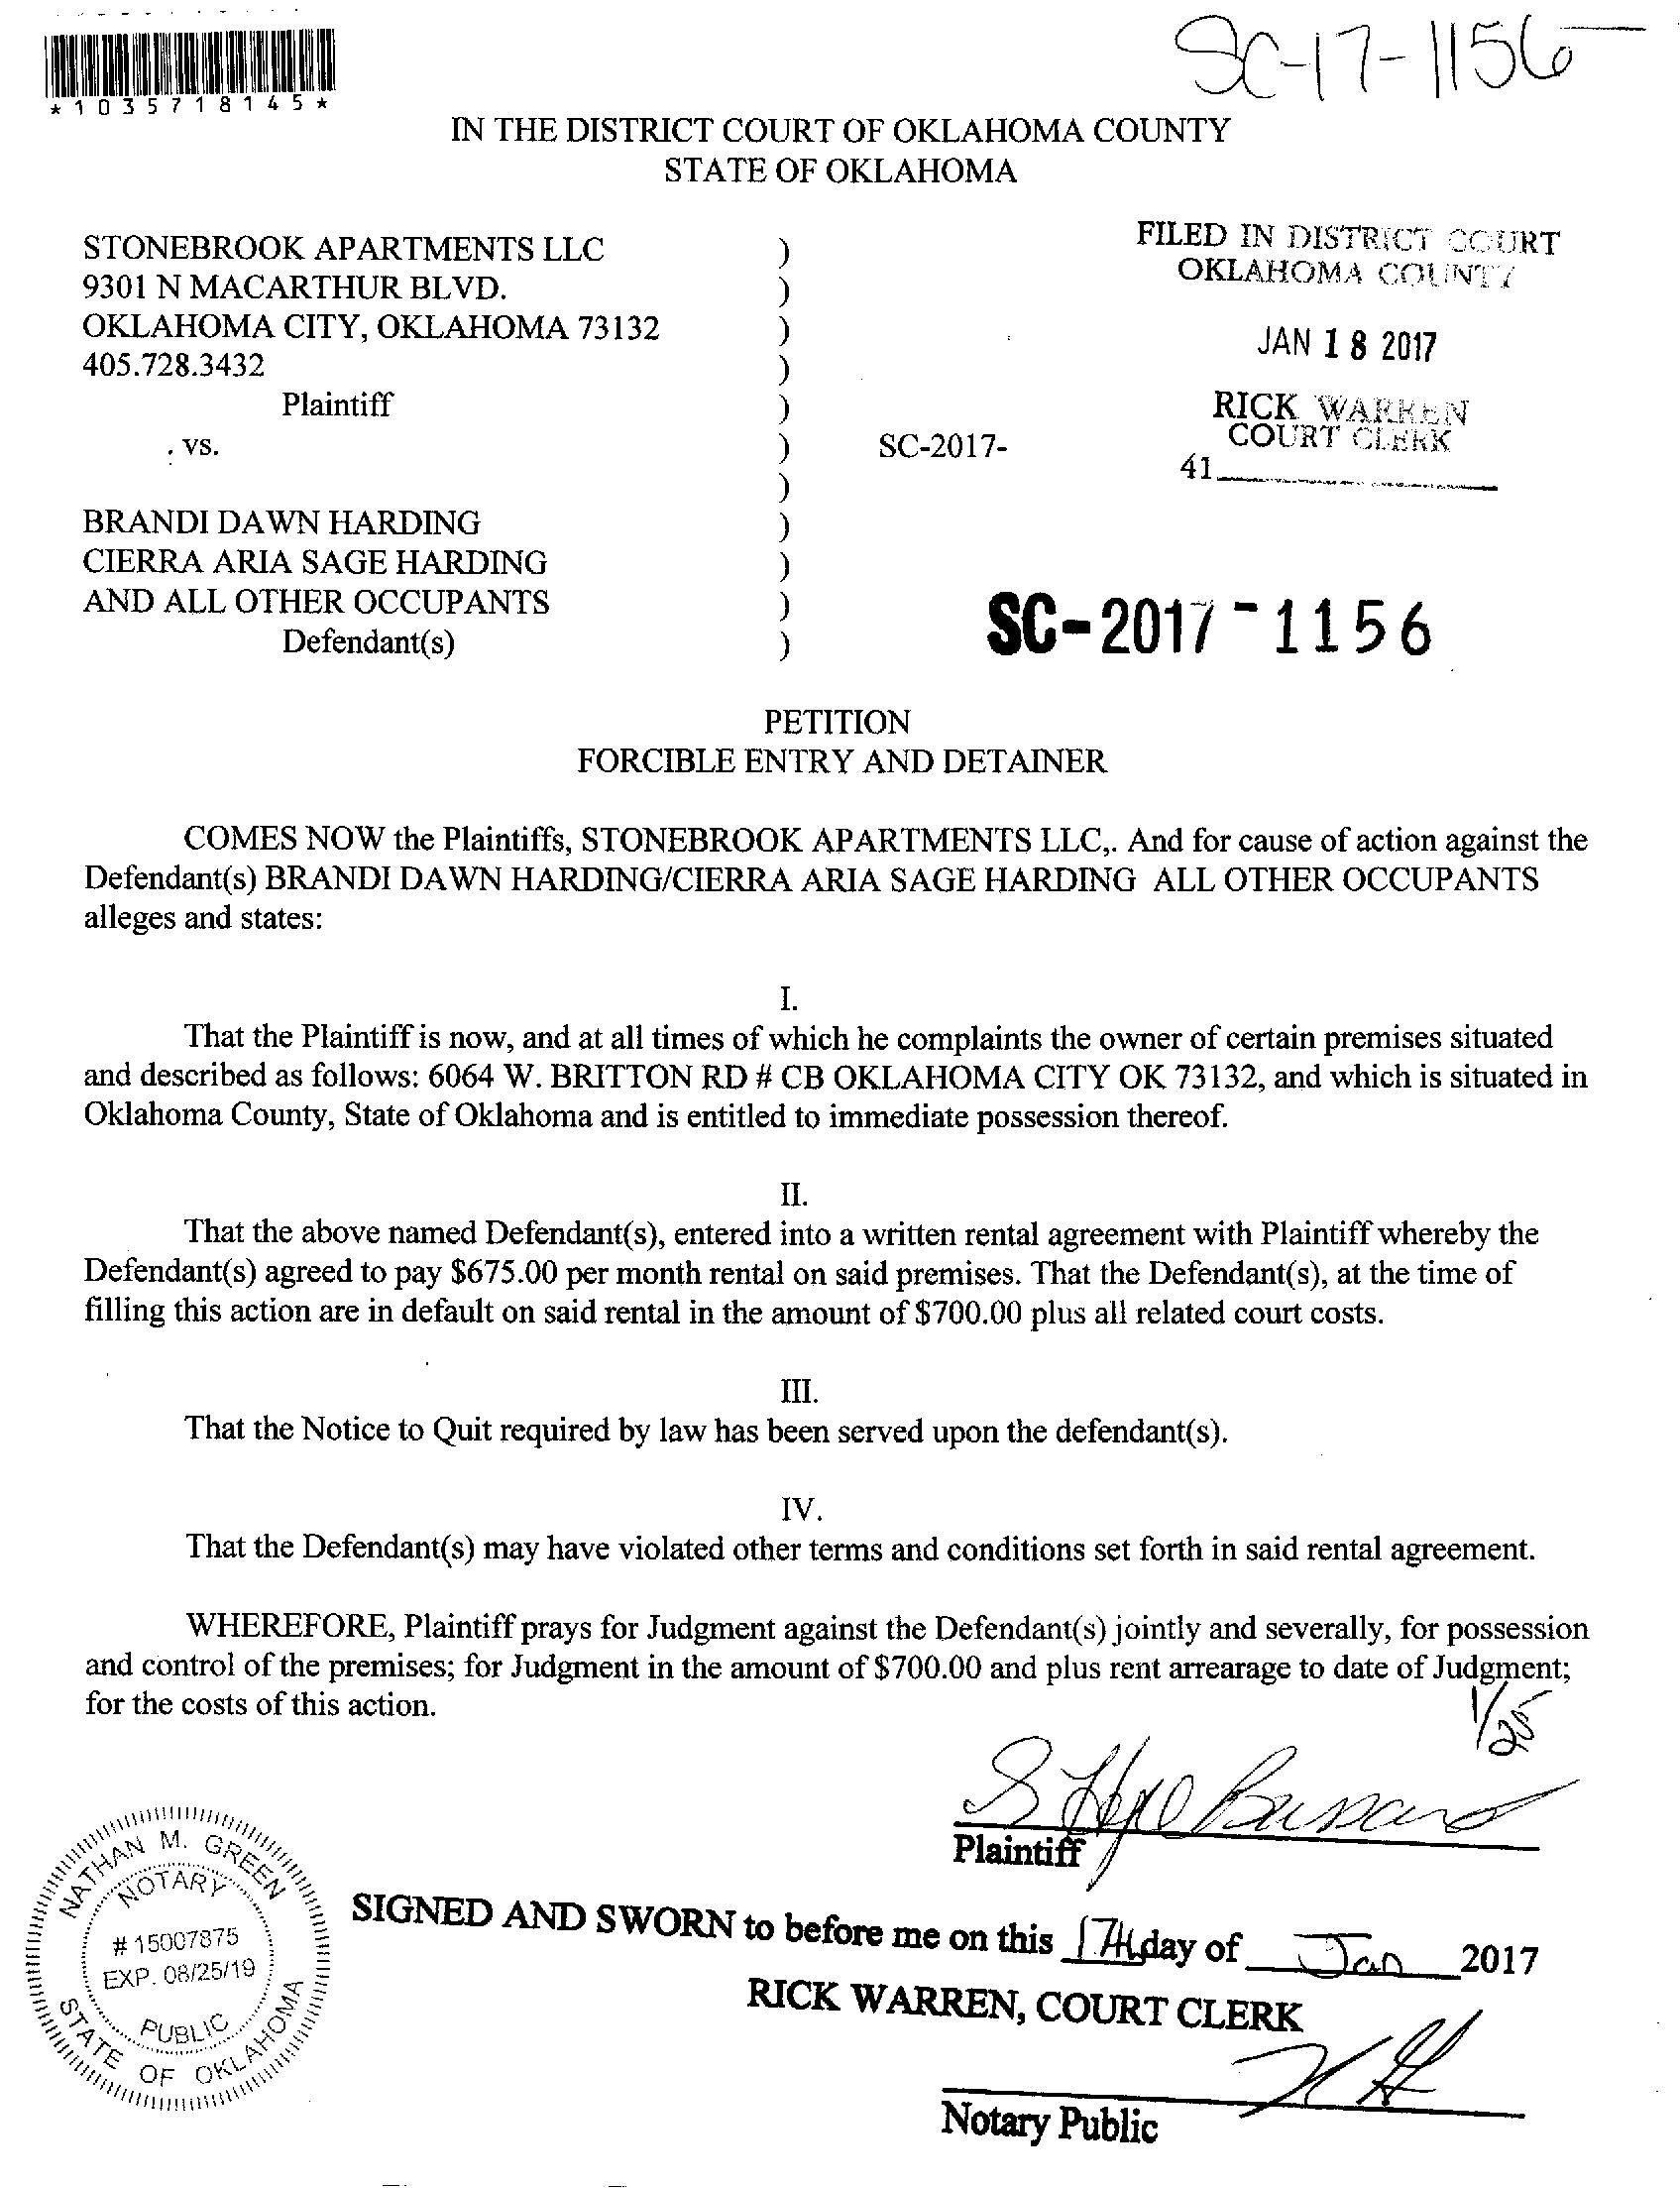 SC-17-1156
*1035718145*
IN THE DISTRICT COURT OF OKLAHOMA COUNTY
STATE OF OKLAHOMA
STONEBROOK APARTMENTS LLC )
9301 N MACARTHUR BLVD. )
OKLAHOMA CITY, OKLAHOMA 73132 )
405.728.3432 )
Plaintiff )
. vs. ) SC-2017-
)
BRANDI DAWN HARDING )
CIERRA ARIA SAGE HARDING )
AND ALL OTHER OCCUPANTS )
Defendant(s) )
FILED IN DISTRICT COURT
OKLAHOMA COUNTY
JAN 18 2017
RICK WARREN
COURT CLERK
41
SC-2017-1156
PETITION
FORCIBLE ENTRY AND DETAINER
COMES NOW the Plaintiffs, STONEBROOK APARTMENTS LLC,. And for cause of action against the
Defendant(s) BRANDI DAWN HARDING/CIERRA ARIA SAGE HARDING ALL OTHER OCCUPANTS
alleges and states:
I.
That the Plaintiff is now, and at all times of which he complaints the owner of certain premises situated
and described as follows: 6064 W. BRITTON RD # CB OKLAHOMA CITY OK 73132, and which is situated in
Oklahoma County, State of Oklahoma and is entitled to immediate possession thereof.
II.
That the above named Defendant(s), entered into a written rental agreement with Plaintiff whereby the
Defendant(s) agreed to pay $675.00 per month rental on said premises. That the Defendant(s), at the time of
filling this action are in default on said rental in the amount of $700.00 plus all related court costs.
III.
That the Notice to Quit required by law has been served upon the defendant(s).
IV.
That the Defendant(s) may have violated other terms and conditions set forth in said rental agreement.
WHEREFORE, Plaintiff prays for Judgment against the Defendant(s) jointly and severally, for possession
and control of the premises; for Judgment in the amount of $700.00 and plus rent arrearage to date of Judgment;
for the costs of this action.
1/25
Plaintiff
NATHAN M. GREEN
NOTARY
# 15007875
EXP. 08/25/19
PUBLIC
STATE OF OKLAHOMA
SIGNED AND SWORN to before me on this 17th day of Jan 2017
RICK WARREN, COURT CLERK
Notary Public